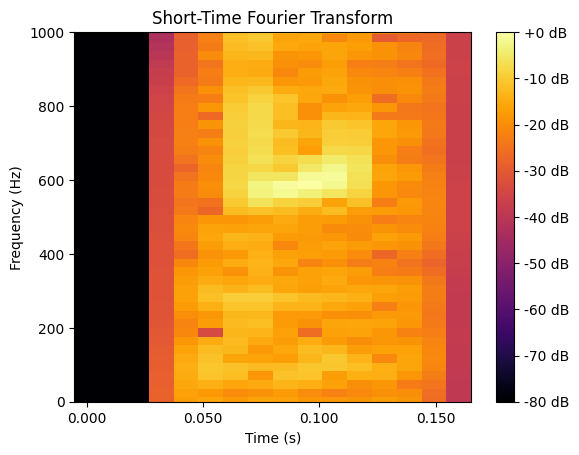 Short-Time Fourier Transform
1000
800
600
400
200
0
Frequency (Hz)
0.000
0.050
0.100
0.150
Time (s)
+0 dB
-10 dB
-20 dB
-30 dB
-40 dB
-50 dB
-60 dB
-70 dB
-80 dB